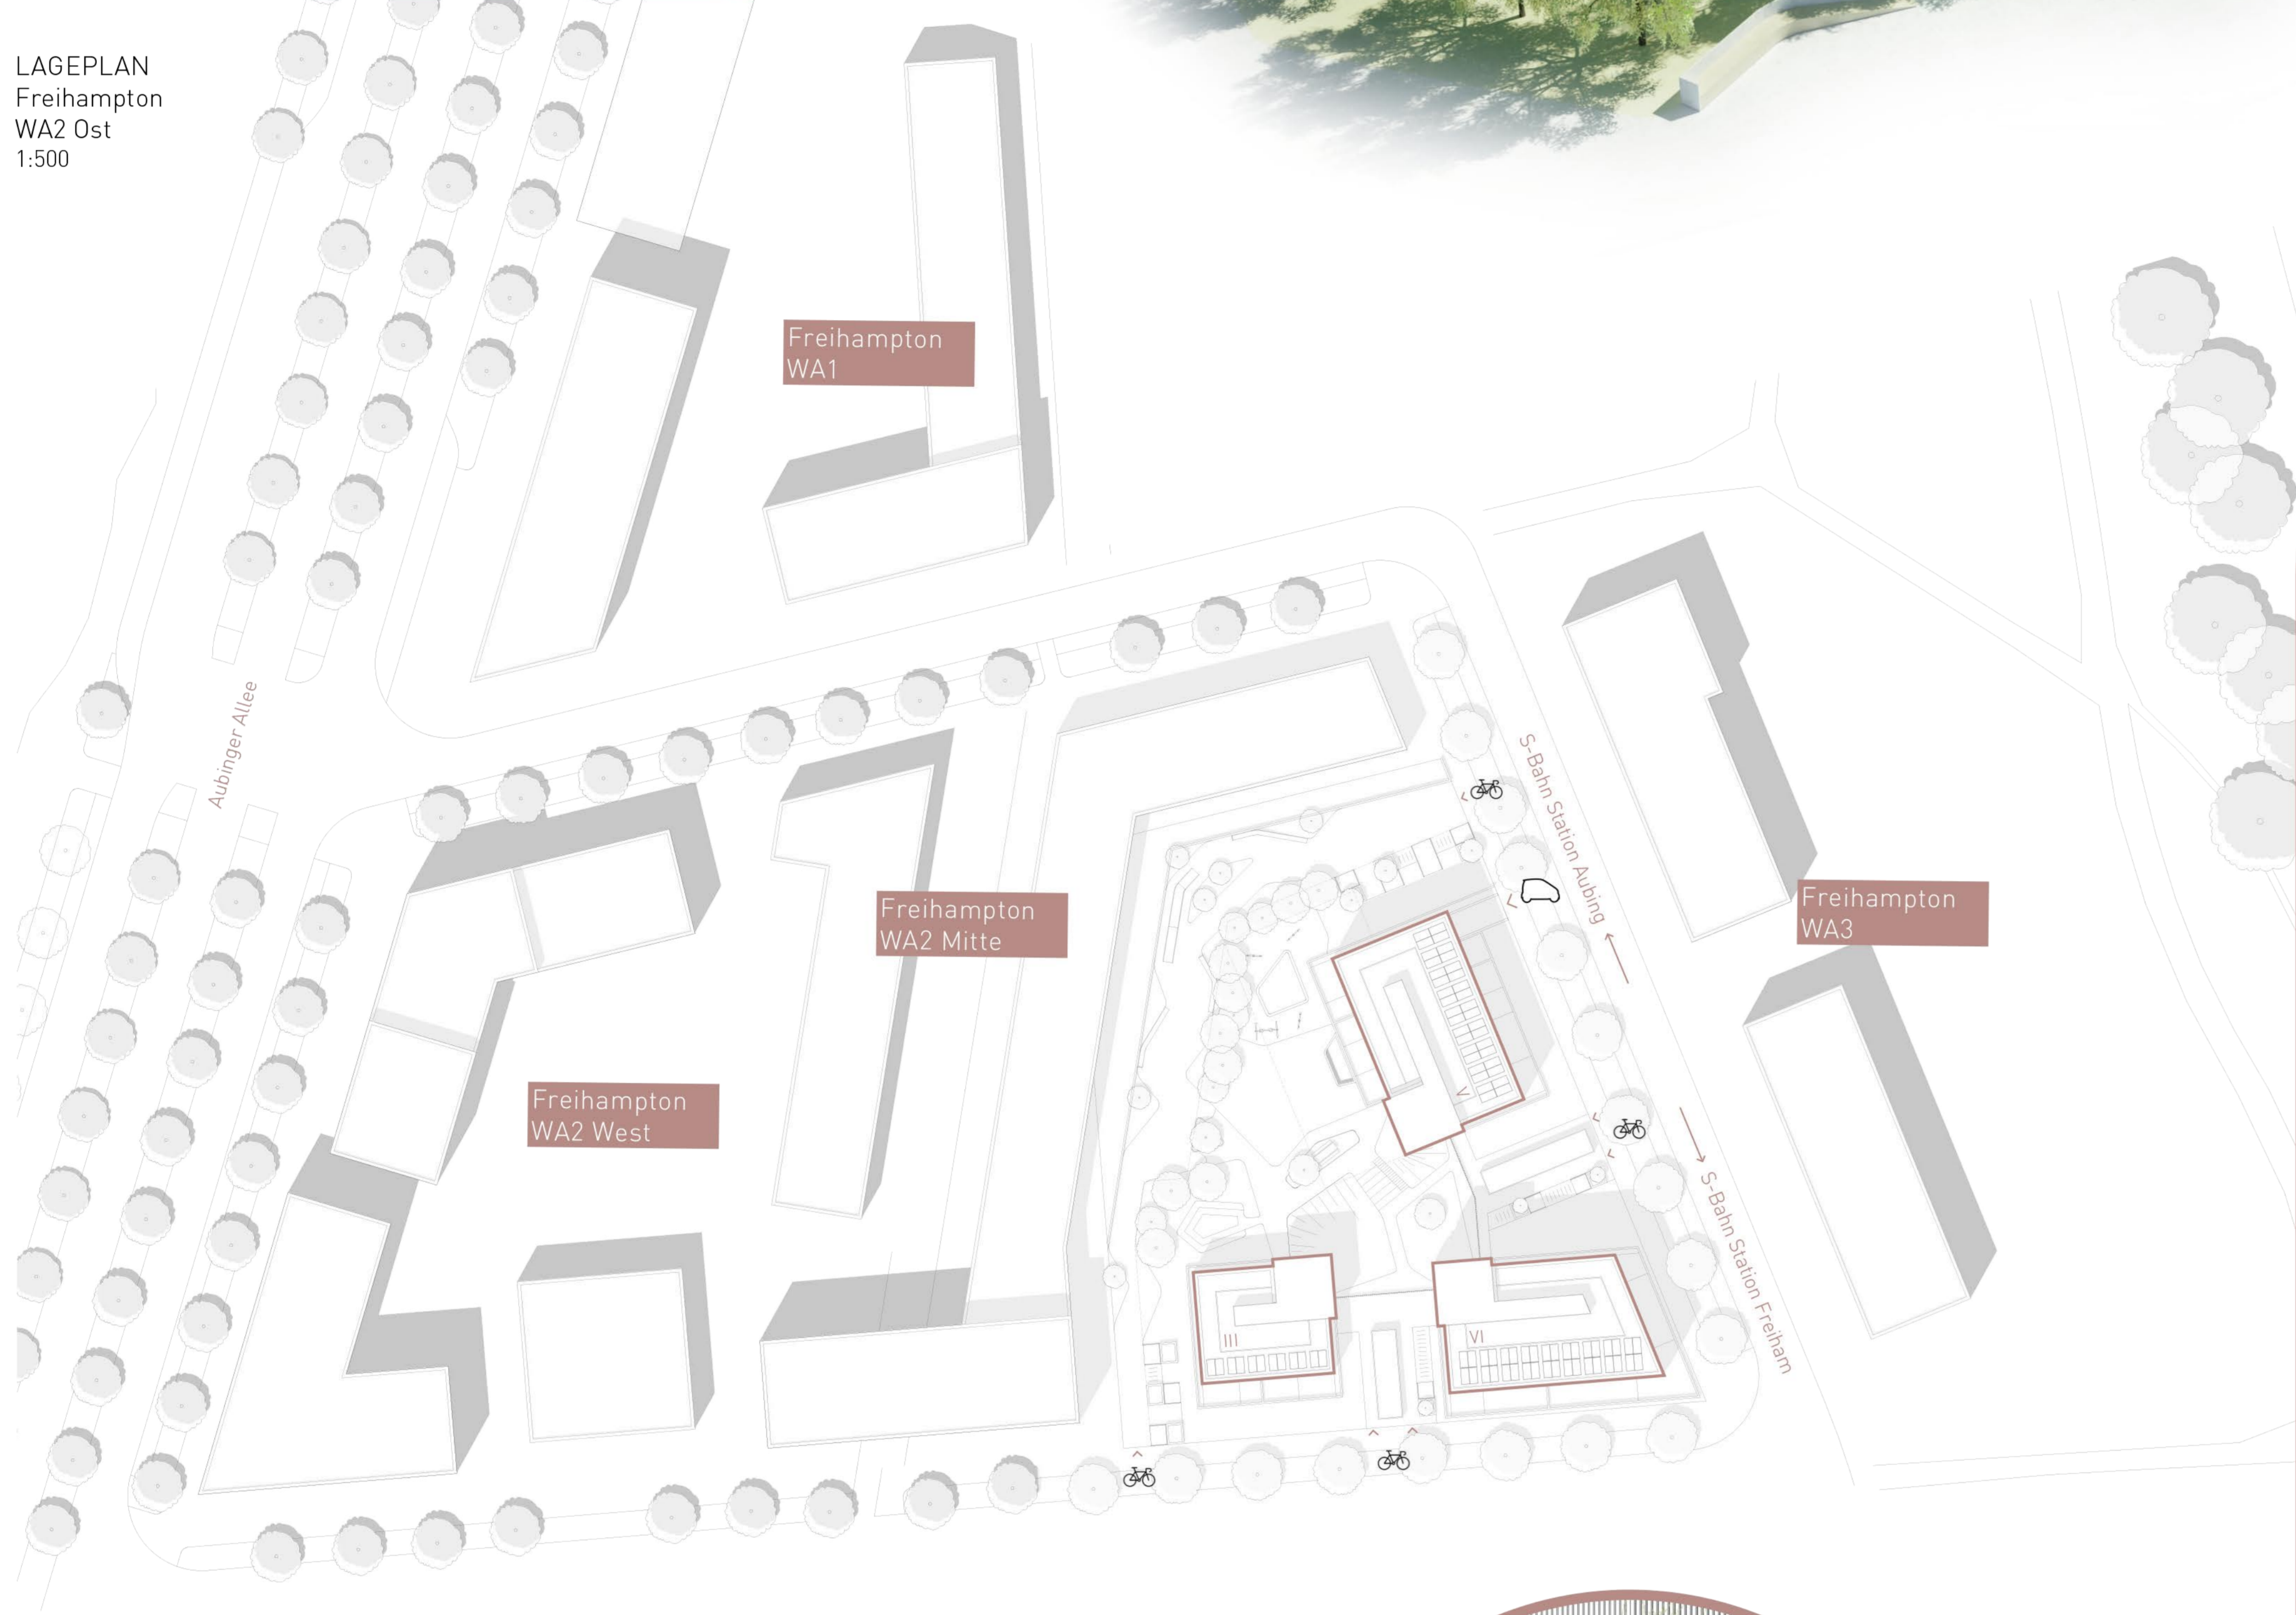 LAGEPLAN
Freihampton
WA2 Ost
1:500
Freihampton
WA1
Aubinger Allee
Freihampton
WA2 Mitte
S-Bahn Station Aubing
Freihampton
WA3
Freihampton
WA2 West
V
S-Bahn Station Freiham
III
VI